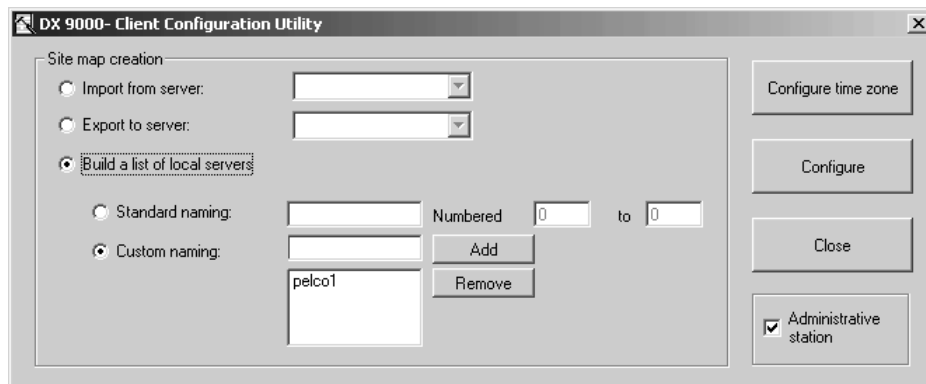 DX 9000- Client Configuration Utility
Site map creation
Import from server:
Export to server:
Build a list of local servers
Standard naming:
Numbered 0 to 0
Custom naming:
Add
pelco1
Remove
Configure time zone
Configure
Close
Administrative
station